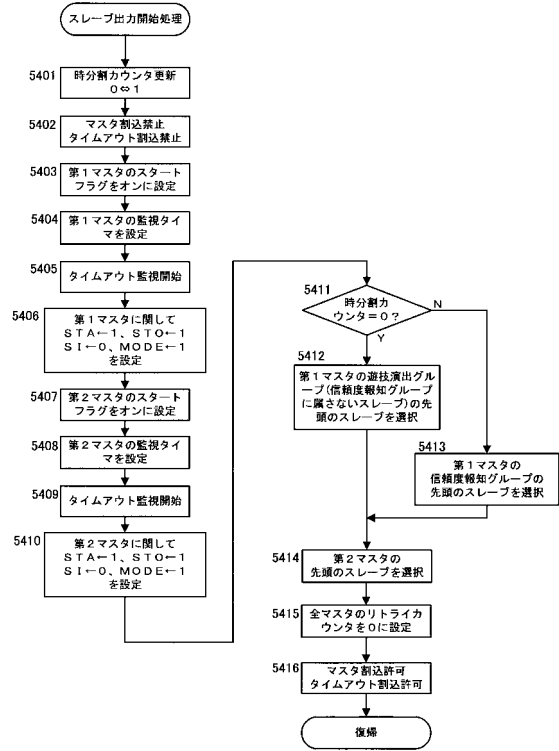 スレーブ出力開始処理
5401
時分割カウンタ更新
0⇔1
5402
マスタ割込禁止
タイムアウト割込禁止
5403
第1マスタのスタート
フラグをオンに設定
5404
第1マスタの監視タイ
マを設定
5405
タイムアウト監視開始
5406
第1マスタに関して
STA←1、STO←1
SI←0、MODE←1
を設定
5407
第2マスタのスタート
フラグをオンに設定
5408
第2マスタの監視タイ
マを設定
5409
タイムアウト監視開始
5410
第2マスタに関して
STA←1、STO←1
SI←0、MODE←1
を設定
5411
時分割カ
ウンタ=0?
N
Y
5412
第1マスタの遊技演出グル
ープ(信頼度報知グループ
に属さないスレーブ)の先
頭のスレーブを選択
5413
第1マスタの
信頼度報知グループの
先頭のスレーブを選択
5414
第2マスタの
先頭のスレーブを選択
5415
全マスタのリトライカ
ウンタを0に設定
5416
マスタ割込許可
タイムアウト割込許可
復帰